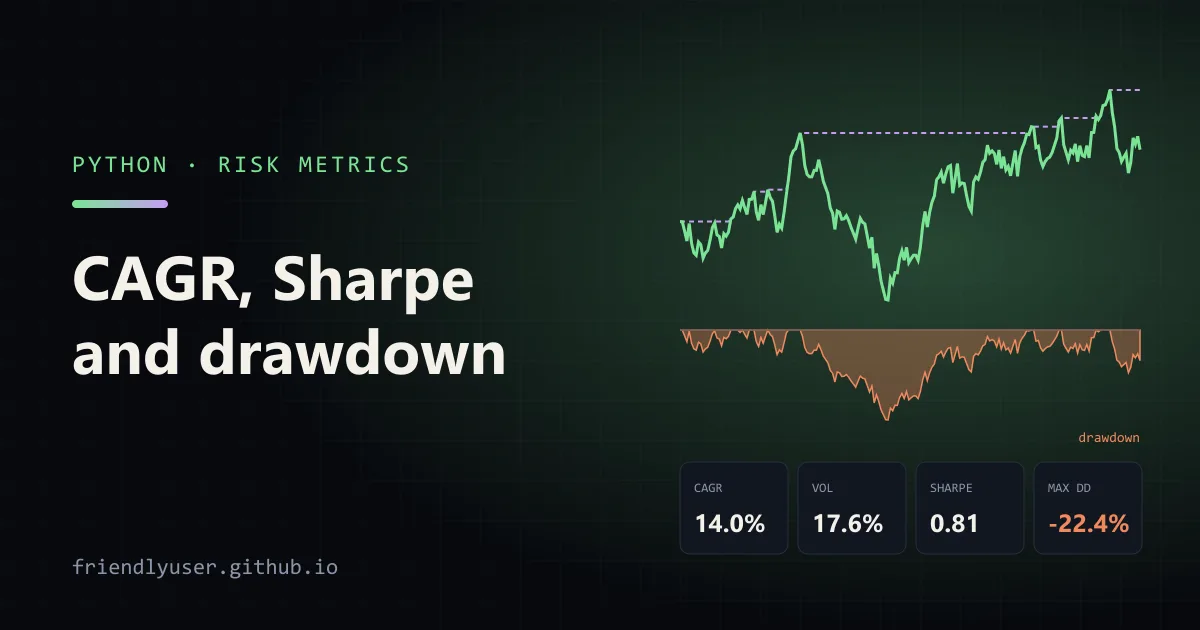 PYTHON · RISK METRICS
CAGR, Sharpe
and drawdown
friendlyuser.github.io
drawdown
CAGR
14.0%
VOL
17.6%
SHARPE
0.81
MAX DD
-22.4%